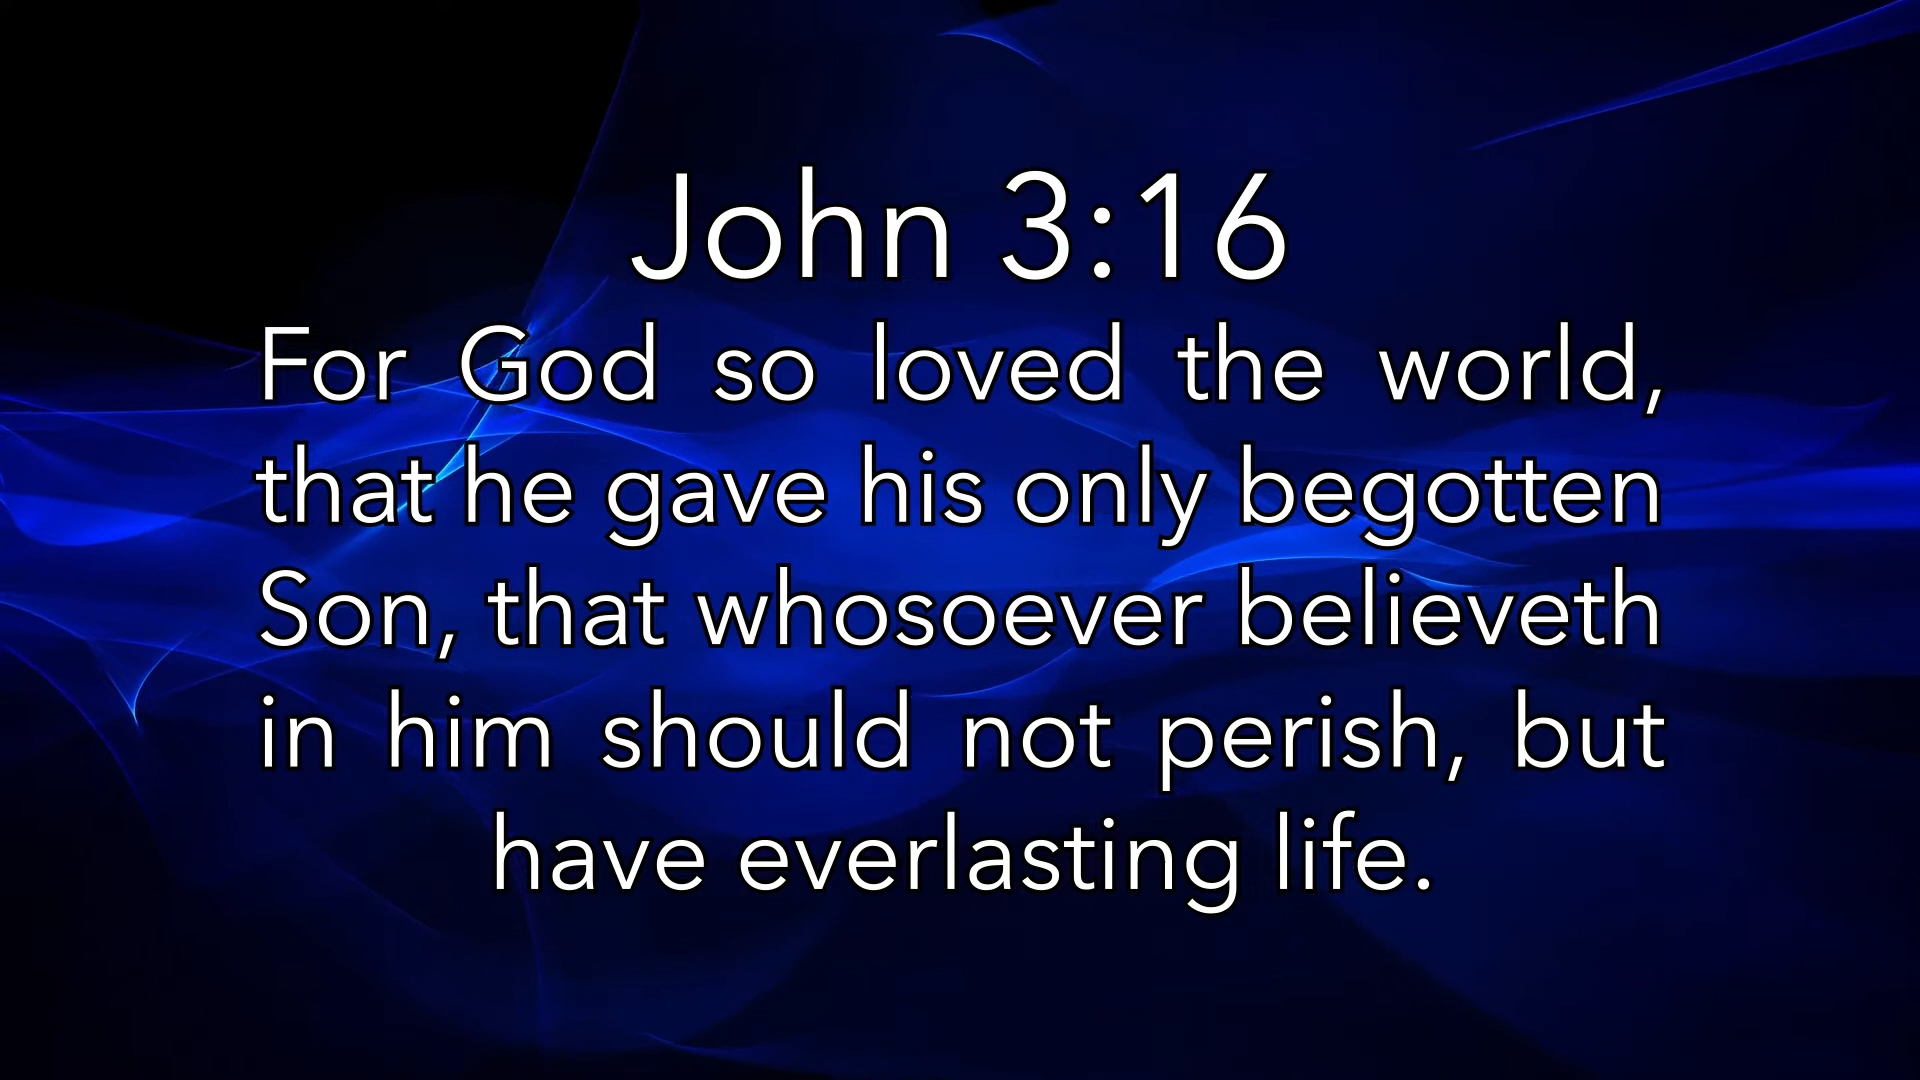 John 3:16
For God so loved the world,
that he gave his only begotten
Son, that whosoever believeth
in him should not perish, but
have everlasting life.